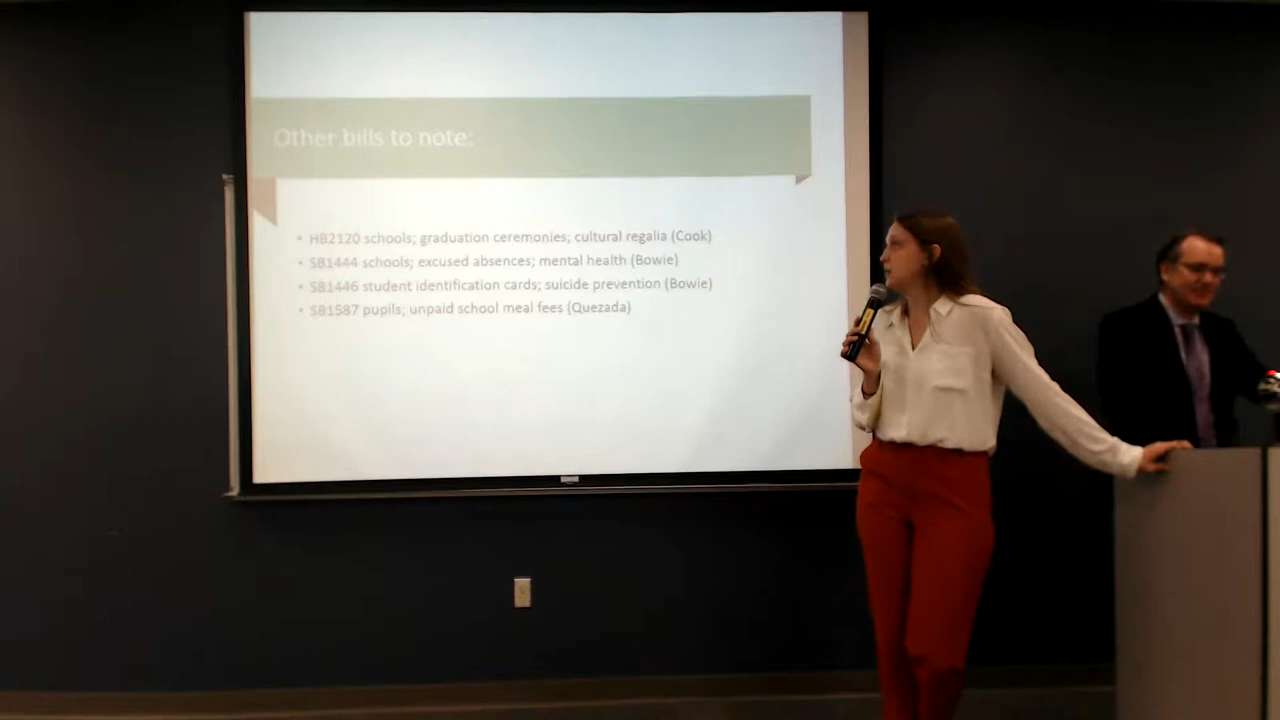 Other bills to note:
• HB2120 schools; graduation ceremonies; cultural regalia (Cook)
• SB1444 schools; excused absences; mental health (Bowie)
• SB1446 student identification cards; suicide prevention (Bowie)
• SB1587 pupils; unpaid school meal fees (Quezada)